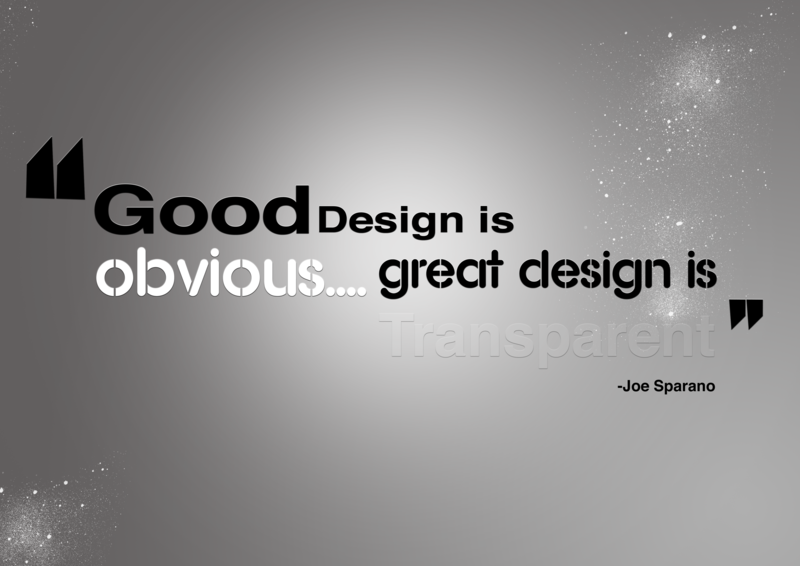 “Good Design is
obvious.... great design is
Transparent”
-Joe Sparano